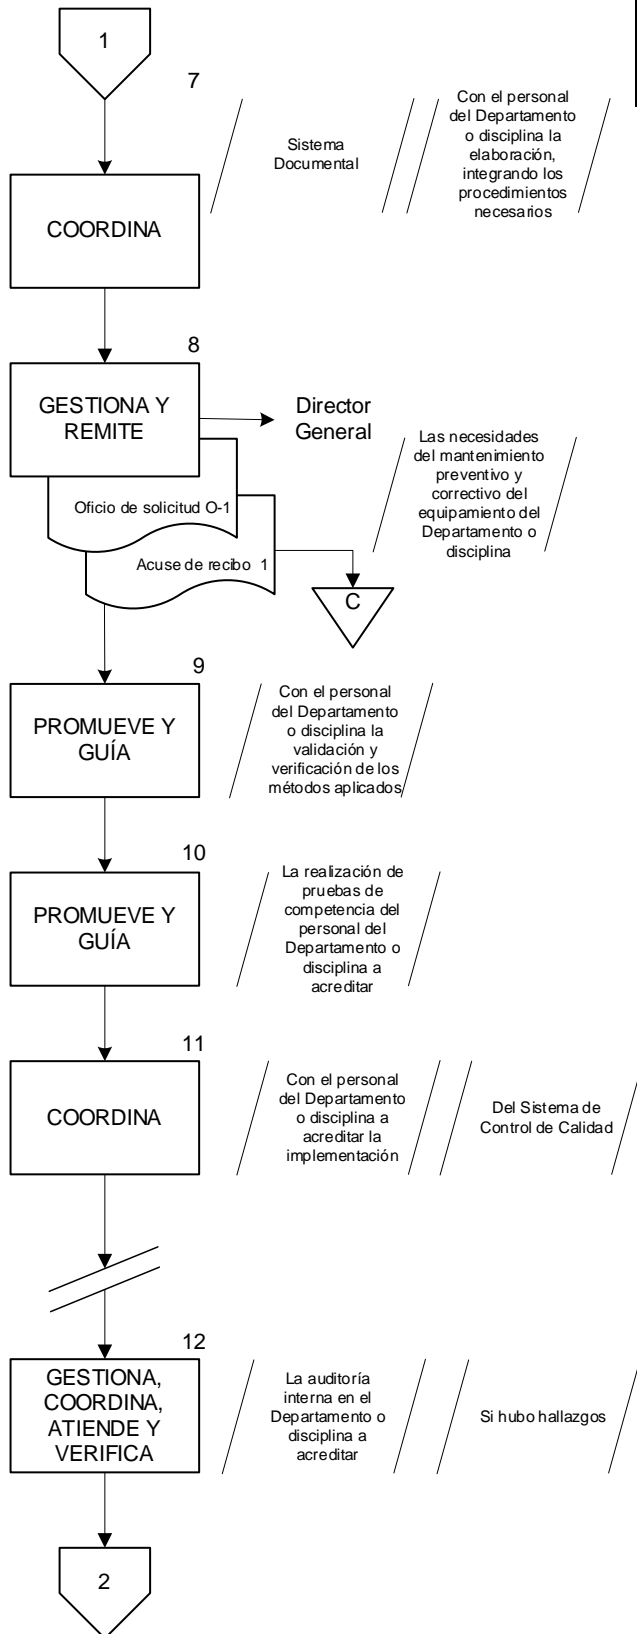 1
7
Sistema
Documental
Con el personal
del Departamento
o disciplina la
elaboración,
integrando los
procedimientos
necesarios
COORDINA
8
GESTIONA Y
REMITE
Director
General
Oficio de solicitud O-1
Acuse de recibo 1
C
Las necesidades
del mantenimiento
preventivo y
correctivo del
equipamiento del
Departamento o
disciplina
9
PROMUEVE Y
GUÍA
Con el personal
del Departamento
o disciplina la
validación y
verificación de los
métodos aplicados
10
PROMUEVE Y
GUÍA
La realización de
pruebas de
competencia del
personal del
Departamento o
disciplina a
acreditar
11
COORDINA
Con el personal
del Departamento
o disciplina a
acreditar la
implementación
Del Sistema de
Control de Calidad
12
GESTIONA,
COORDINA,
ATIENDE Y
VERIFICA
La auditoría
interna en el
Departamento o
disciplina a
acreditar
Si hubo hallazgos
2